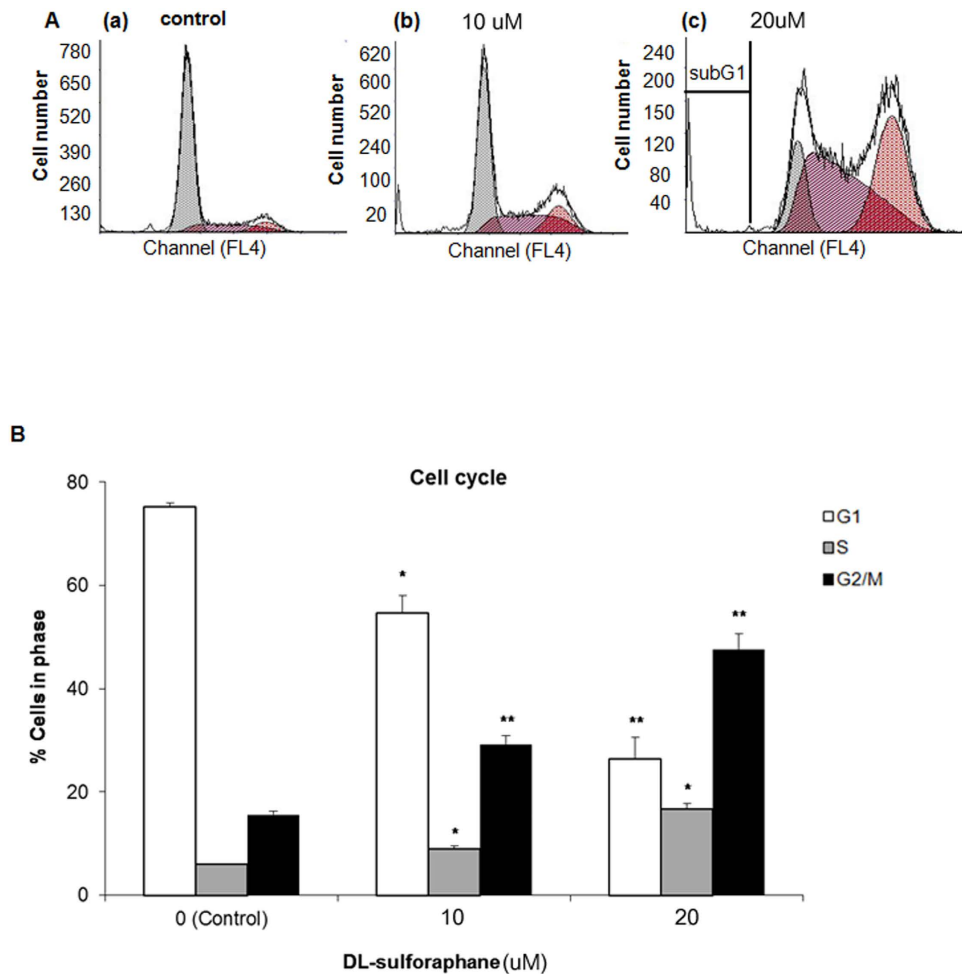 A (a) control (b) 10 uM (c) 20uM
Cell number
780
650
520
390
260
130
Channel (FL4)
Cell number
620
600
520
240
100
20
Channel (FL4)
Cell number
240
200
150
120
80
40
subG1
Channel (FL4)
B
Cell cycle
% Cells in phase
80
60
40
20
0
G1
S
G2/M
*
**
*
**
**
*
0 (Control) 10 20
DL-sulforaphane(uM)